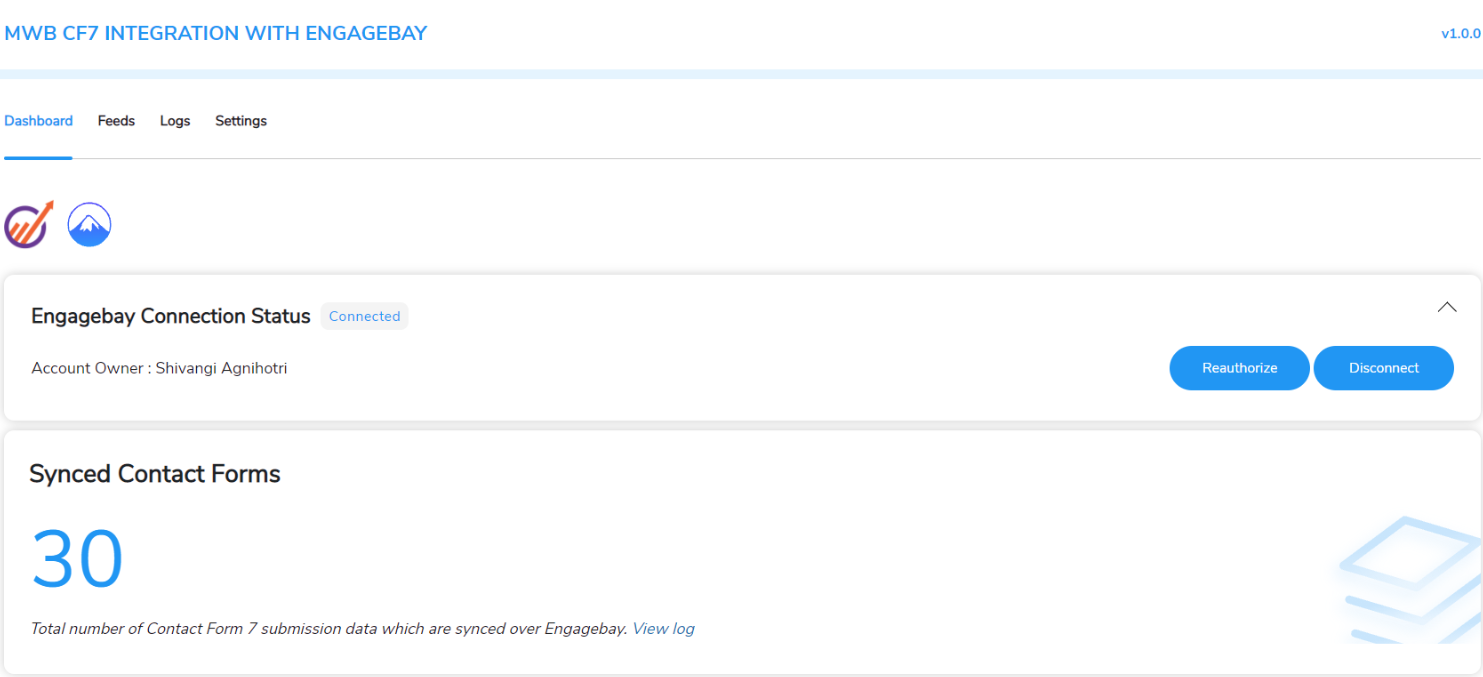 MWB CF7 INTEGRATION WITH ENGAGEBAY
v1.0.0
Dashboard Feeds Logs Settings
Engagebay Connection Status Connected
Account Owner : Shivangi Agnihotri
Reauthorize Disconnect
Synced Contact Forms
30
Total number of Contact Form 7 submission data which are synced over Engagebay. View log